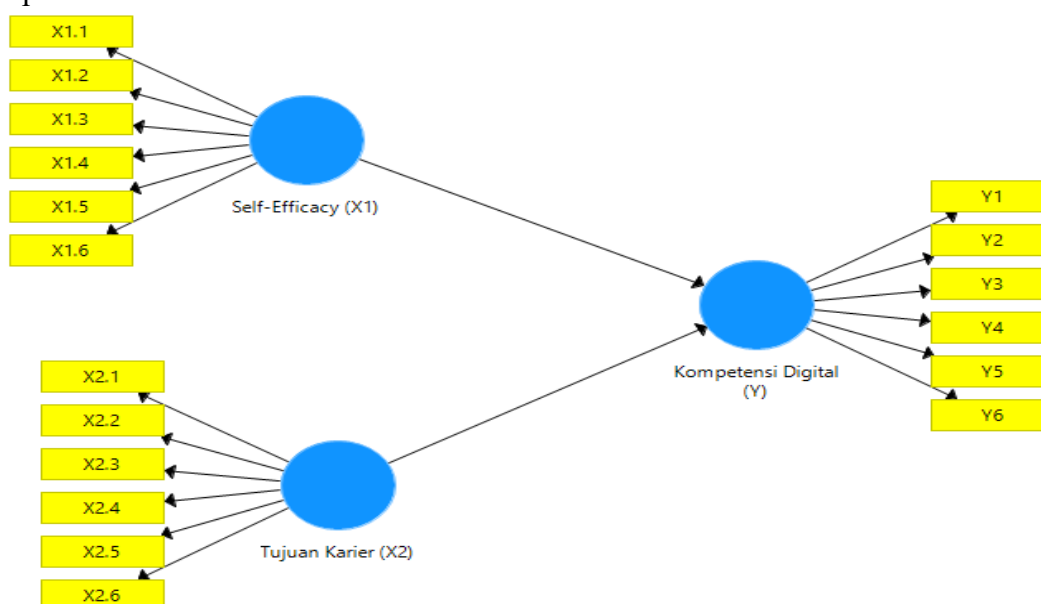 X1.1
X1.2
X1.3
X1.4
X1.5
X1.6
Self-Efficacy (X1)
Y1
Y2
Y3
Y4
Y5
Y6
Kompetensi Digital
(Y)
X2.1
X2.2
X2.3
X2.4
X2.5
X2.6
Tujuan Karier (X2)